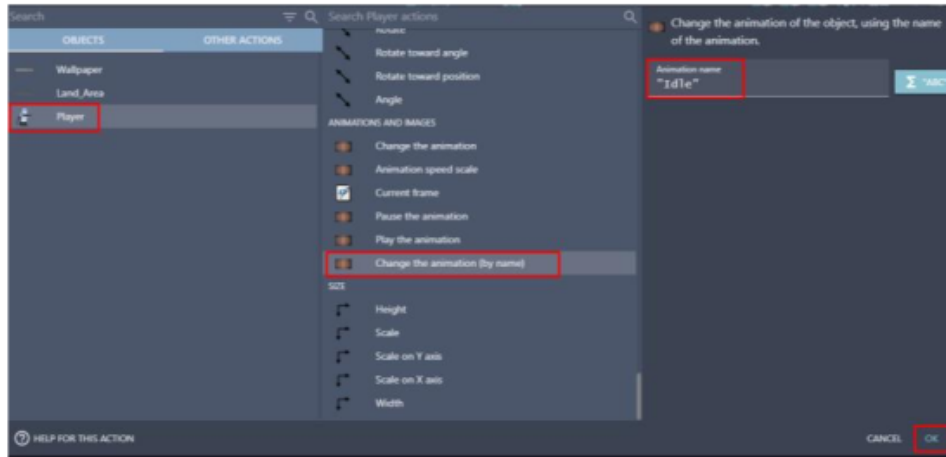 Search
OBJECTS
OTHER ACTIONS
Wallpaper
Land_Area
Player
Search Player actions
Rotate
Rotate toward angle
Rotate toward position
Angle
ANIMATIONS AND IMAGES
Change the animation
Animation speed scale
Current frame
Pause the animation
Play the animation
Change the animation (by name)
SIZE
Height
Scale
Scale on Y axis
Scale on X axis
Width
Change the animation of the object, using the name
of the animation.
Animation name
"Idle"
Σ "ABC"
? HELP FOR THIS ACTION
CANCEL
OK